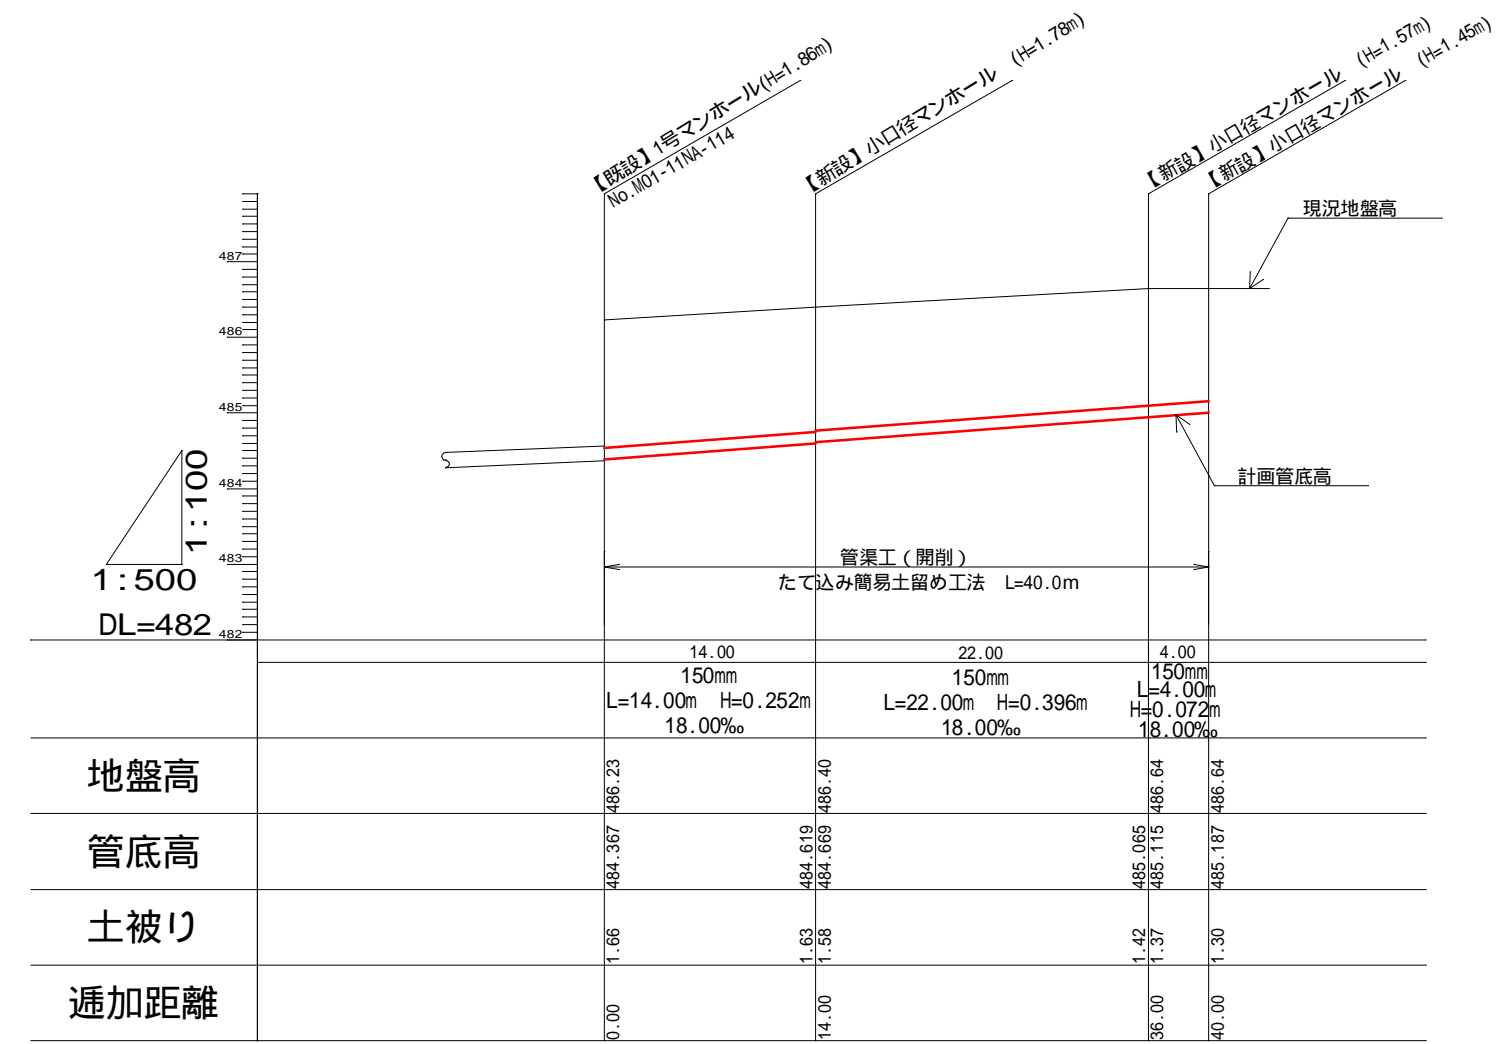 【既設】1号マンホール(H=1.86m)
No.M01-11NA-114
【新設】小口径マンホール (H=1.78m)
【新設】小口径マンホール (H=1.57m)
【新設】小口径マンホール (H=1.45m)
現況地盤高
487
486
485
484
483
482
1:100
1:500
DL=482
計画管底高
管渠工(開削)
たて込み簡易土留め工法 L=40.0m
14.00
22.00
4.00
150mm
L=14.00m H=0.252m
18.00‰
150mm
L=22.00m H=0.396m
18.00‰
150mm
L=4.00m
H=0.072m
18.00‰
地盤高
486.23
486.40
486.64
486.64
管底高
484.367
484.619
484.669
485.065
485.115
485.187
土被り
1.66
1.63
1.58
1.42
1.37
1.30
逓加距離
0.00
14.00
36.00
40.00